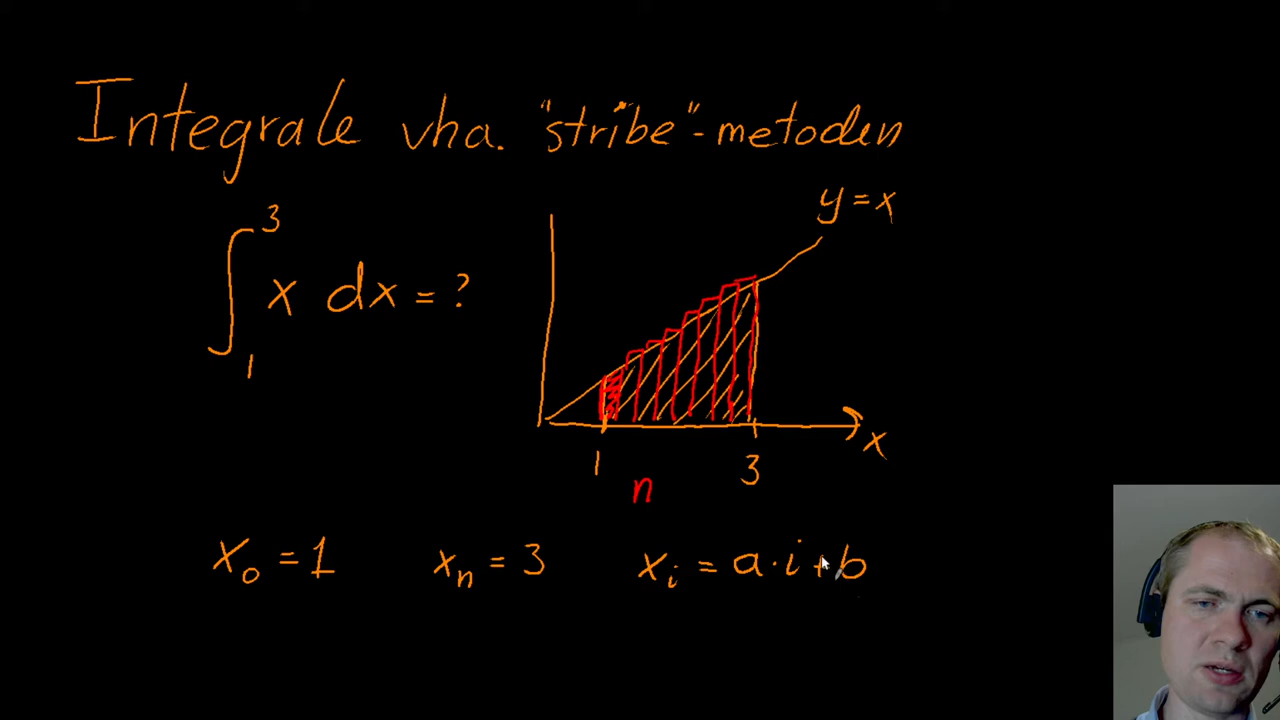 Integrale vha. "stribe"-metoden
y = x
∫₁³ x dx = ?
x
1 3
n
x₀ = 1 xₙ = 3 xᵢ = a·i+b